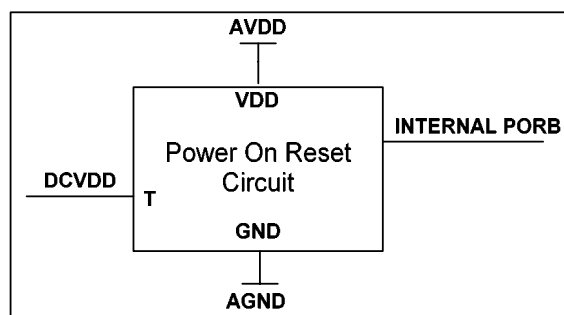 AVDD
VDD
INTERNAL PORB
Power On Reset
Circuit
DCVDD
T
GND
AGND